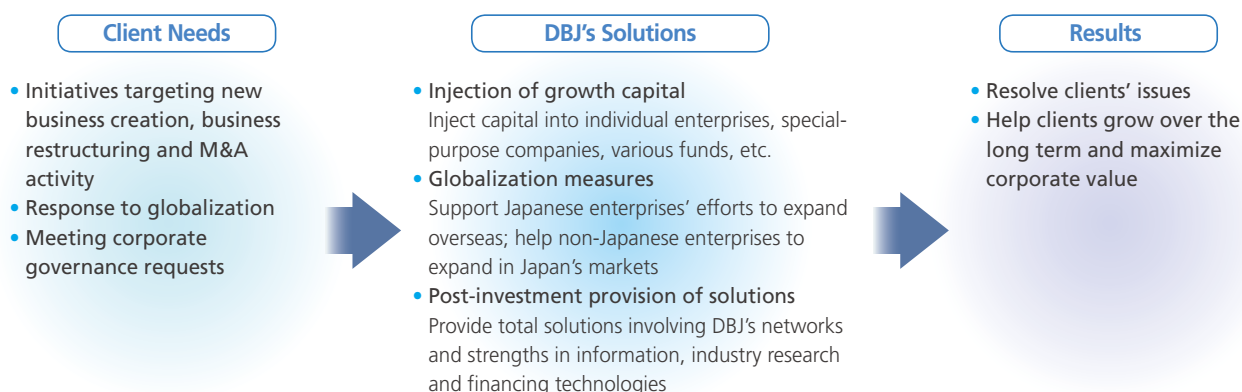 Client Needs
• Initiatives targeting new
business creation, business
restructuring and M&A
activity
• Response to globalization
• Meeting corporate
governance requests
DBJ's Solutions
• Injection of growth capital
Inject capital into individual enterprises, special-
purpose companies, various funds, etc.
• Globalization measures
Support Japanese enterprises' efforts to expand
overseas; help non-Japanese enterprises to
expand in Japan's markets
• Post-investment provision of solutions
Provide total solutions involving DBJ's networks
and strengths in information, industry research
and financing technologies
Results
• Resolve clients' issues
• Help clients grow over the
long term and maximize
corporate value